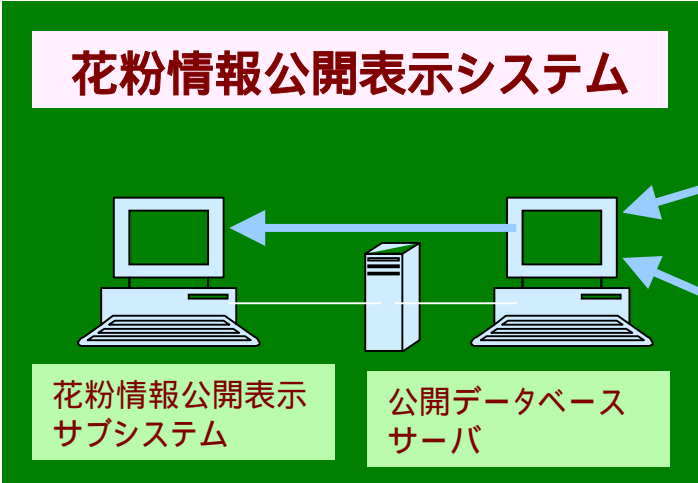 花粉情報公開表示システム
花粉情報公開表示
サブシステム
公開データベース
サーバ